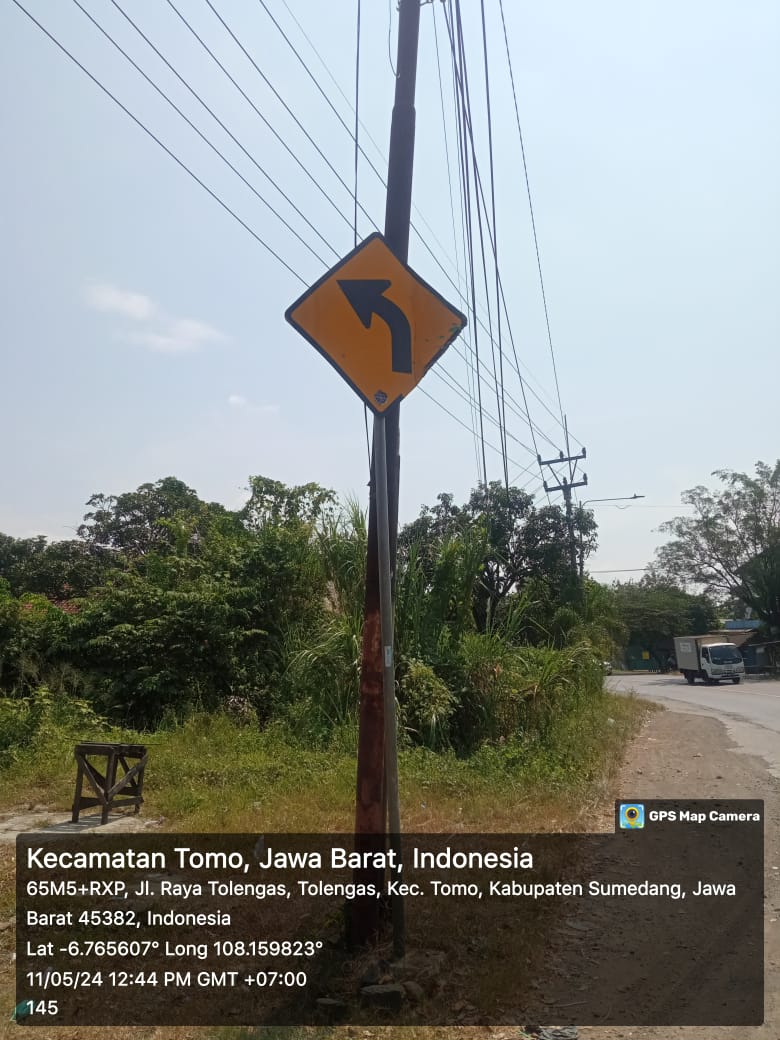 GPS Map Camera
Kecamatan Tomo, Jawa Barat, Indonesia
65M5+RXP, Jl. Raya Tolengas, Tolengas, Kec. Tomo, Kabupaten Sumedang, Jawa
Barat 45382, Indonesia
Lat -6.765607° Long 108.159823°
11/05/24 12:44 PM GMT +07:00
145